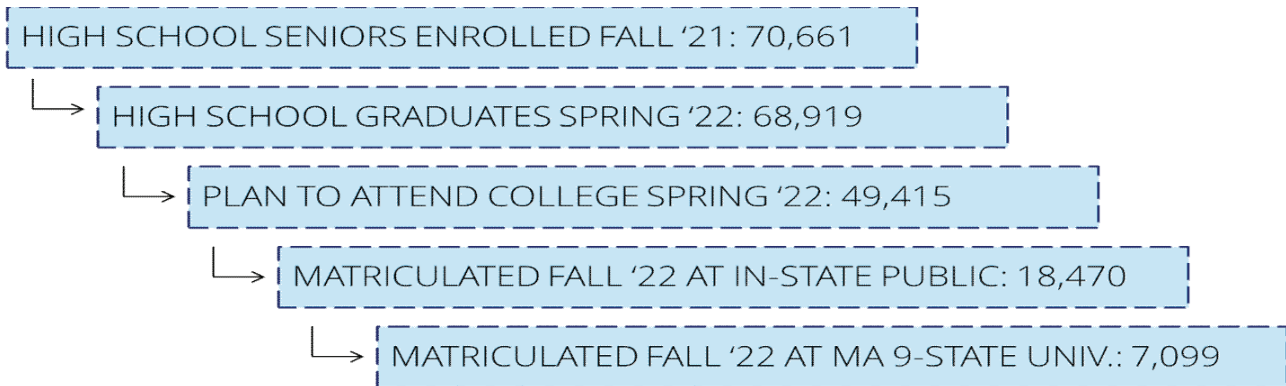 HIGH SCHOOL SENIORS ENROLLED FALL ‘21: 70,661
HIGH SCHOOL GRADUATES SPRING ‘22: 68,919
PLAN TO ATTEND COLLEGE SPRING ‘22: 49,415
MATRICULATED FALL ‘22 AT IN-STATE PUBLIC: 18,470
MATRICULATED FALL ‘22 AT MA 9-STATE UNIV.: 7,099